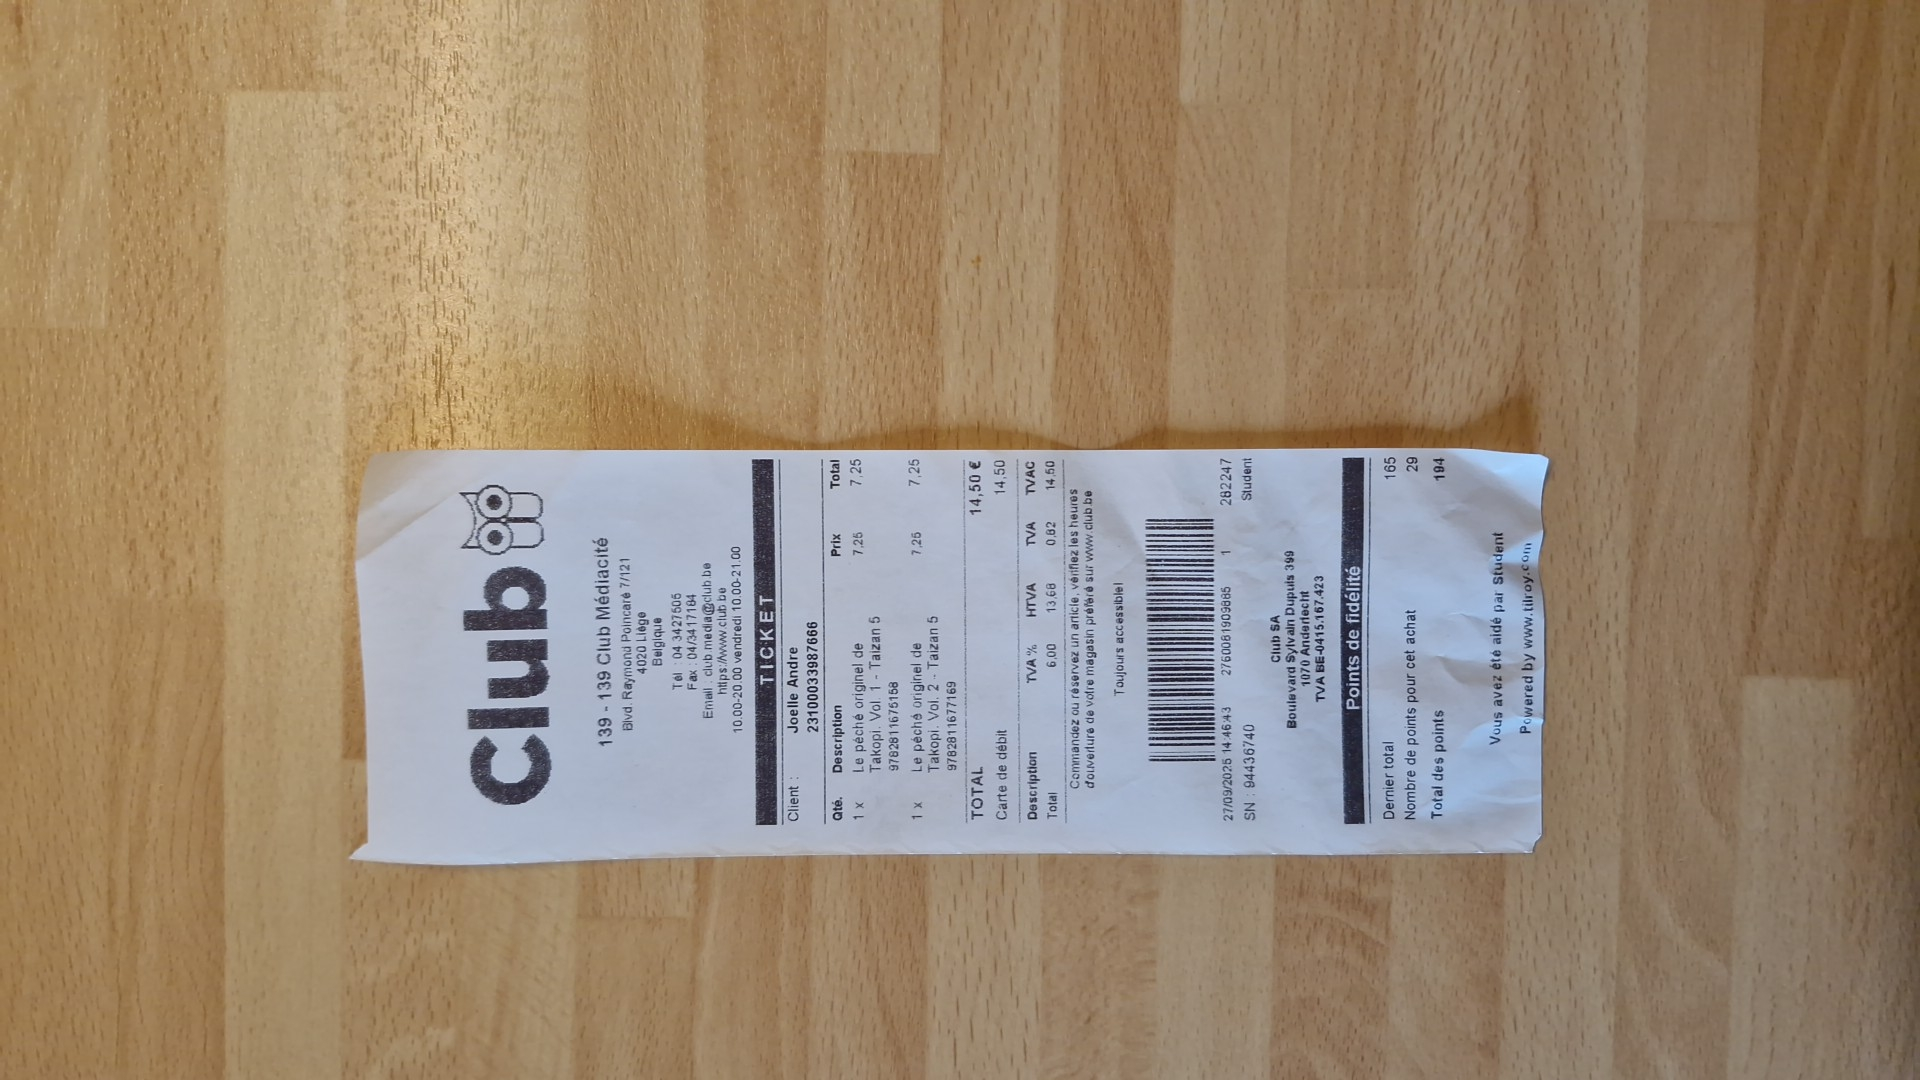 Club
139 - 139 Club Médiacité
Blvd. Raymond Poincaré 7/121
4020 Liège
Belgique
Tél : 04 3427505
Fax : 04/3417184
Email : club.media@club.be
https://www.club.be
10.00-20.00 vendredi 10.00-21.00
TICKET
Client : Joelle Andre
2310003398766 6
Qté. Description Prix Total
1 x Le péché originel de 7,25 7,25
Takopi. Vol. 1 - Taizan 5
9782811675158
1 x Le péché originel de 7,25 7,25
Takopi. Vol. 2 - Taizan 5
9782811677169
TOTAL 14,50 €
Carte de débit 14,50
Description TVA % HTVA TVA TVAC
Total 6,00 13,68 0,82 14,50
Commandez ou réservez un article, vérifiez les heures
d'ouverture de votre magasin préféré sur www.club.be
Toujours accessible!
27/09/2025 14:46:43 2760081909865 1 282247
SN : 94436740 Student
Club SA
Boulevard Sylvain Dupuis 399
1070 Anderlecht
TVA BE-0415.167.423
Points de fidélité
Dernier total 165
Nombre de points pour cet achat 29
Total des points 194
Vous avez été aidé par Student
Powered by www.tilroy.com